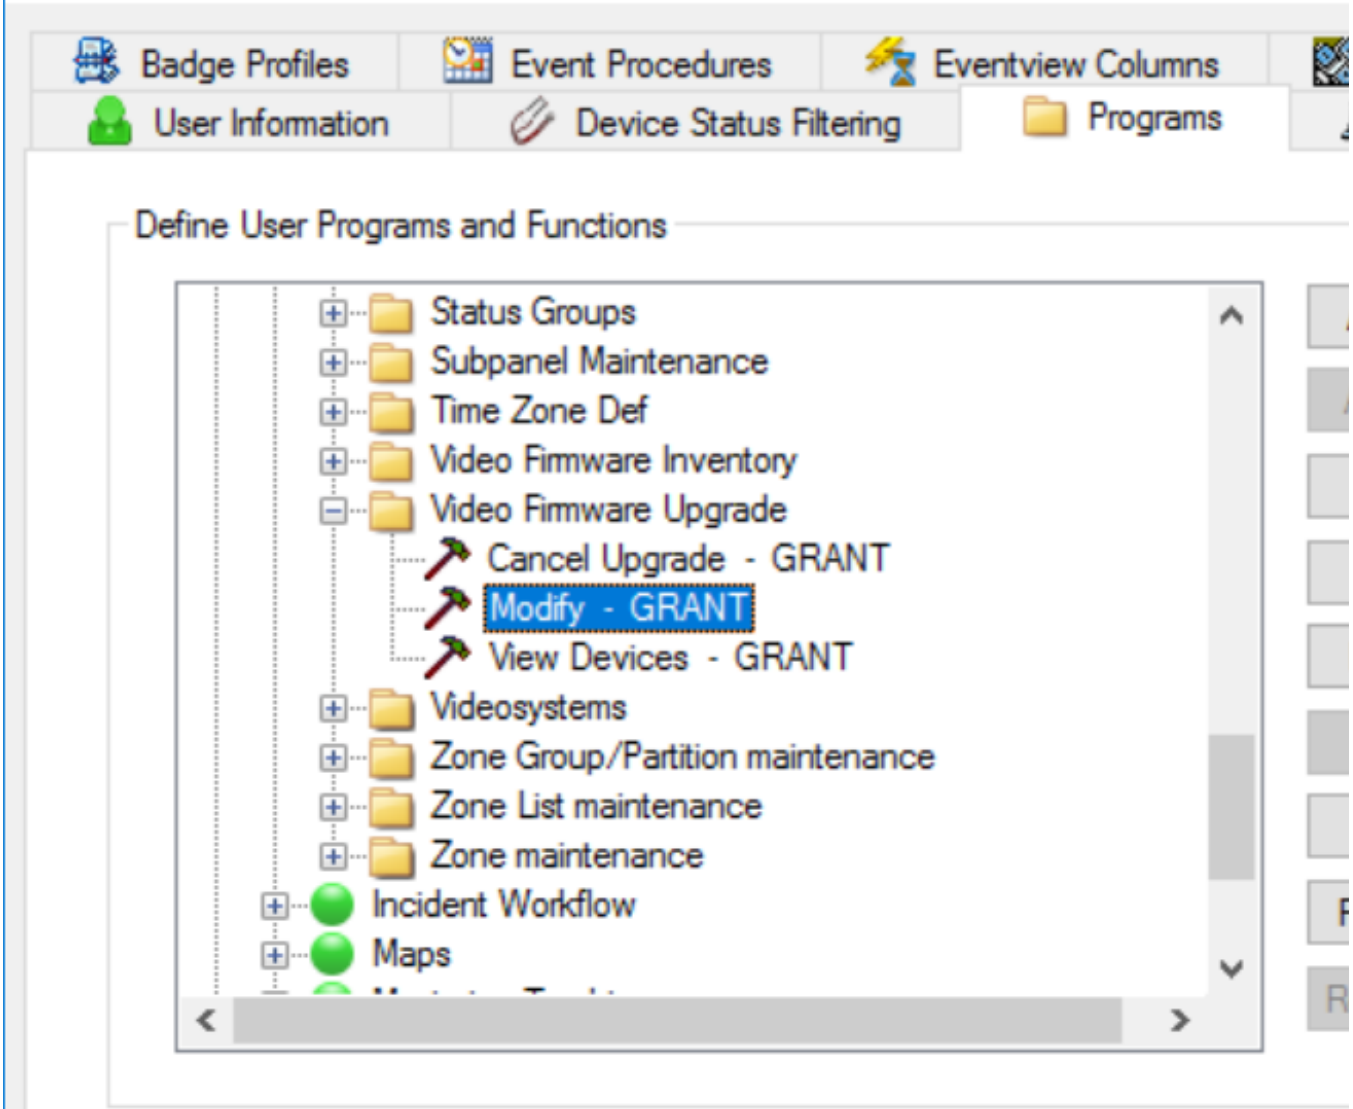 Badge Profiles
Event Procedures
Eventview Columns
User Information
Device Status Filtering
Programs
Define User Programs and Functions
Status Groups
Subpanel Maintenance
Time Zone Def
Video Firmware Inventory
Video Firmware Upgrade
Cancel Upgrade - GRANT
Modify - GRANT
View Devices - GRANT
Videosystems
Zone Group/Partition maintenance
Zone List maintenance
Zone maintenance
Incident Workflow
Maps